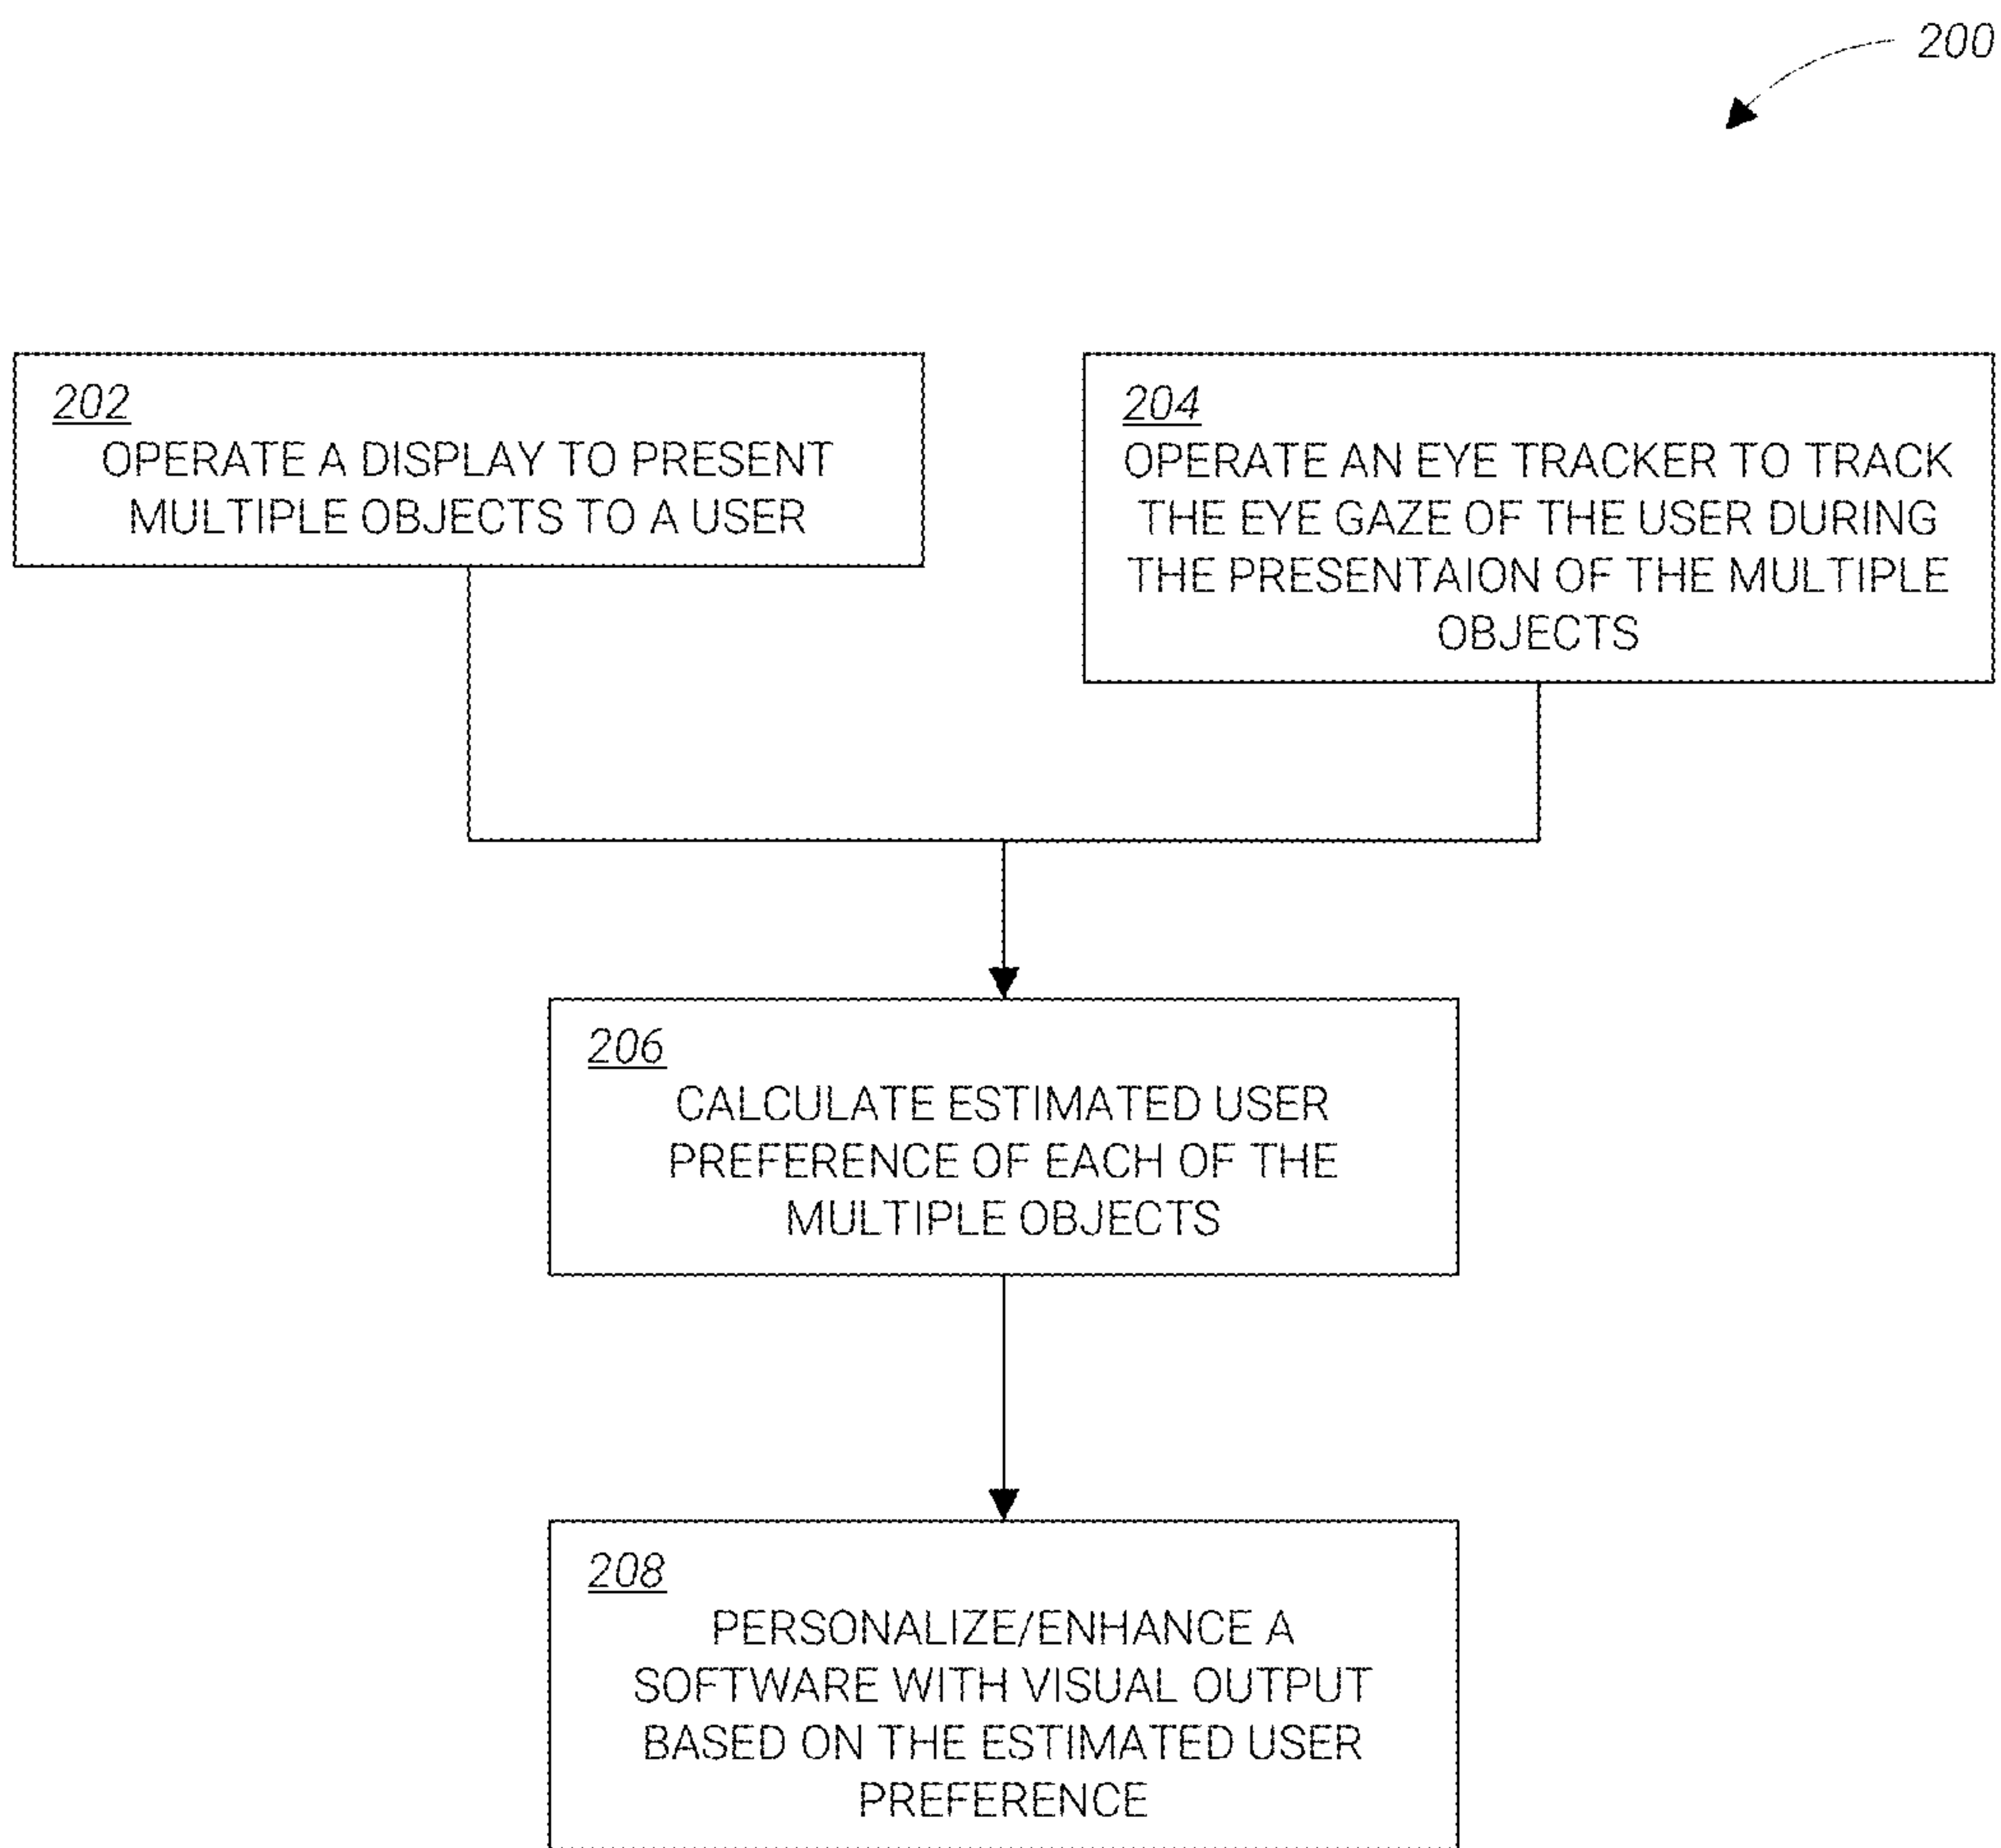 200
202
OPERATE A DISPLAY TO PRESENT
MULTIPLE OBJECTS TO A USER
204
OPERATE AN EYE TRACKER TO TRACK
THE EYE GAZE OF THE USER DURING
THE PRESENTAION OF THE MULTIPLE
OBJECTS
206
CALCULATE ESTIMATED USER
PREFERENCE OF EACH OF THE
MULTIPLE OBJECTS
208
PERSONALIZE/ENHANCE A
SOFTWARE WITH VISUAL OUTPUT
BASED ON THE ESTIMATED USER
PREFERENCE